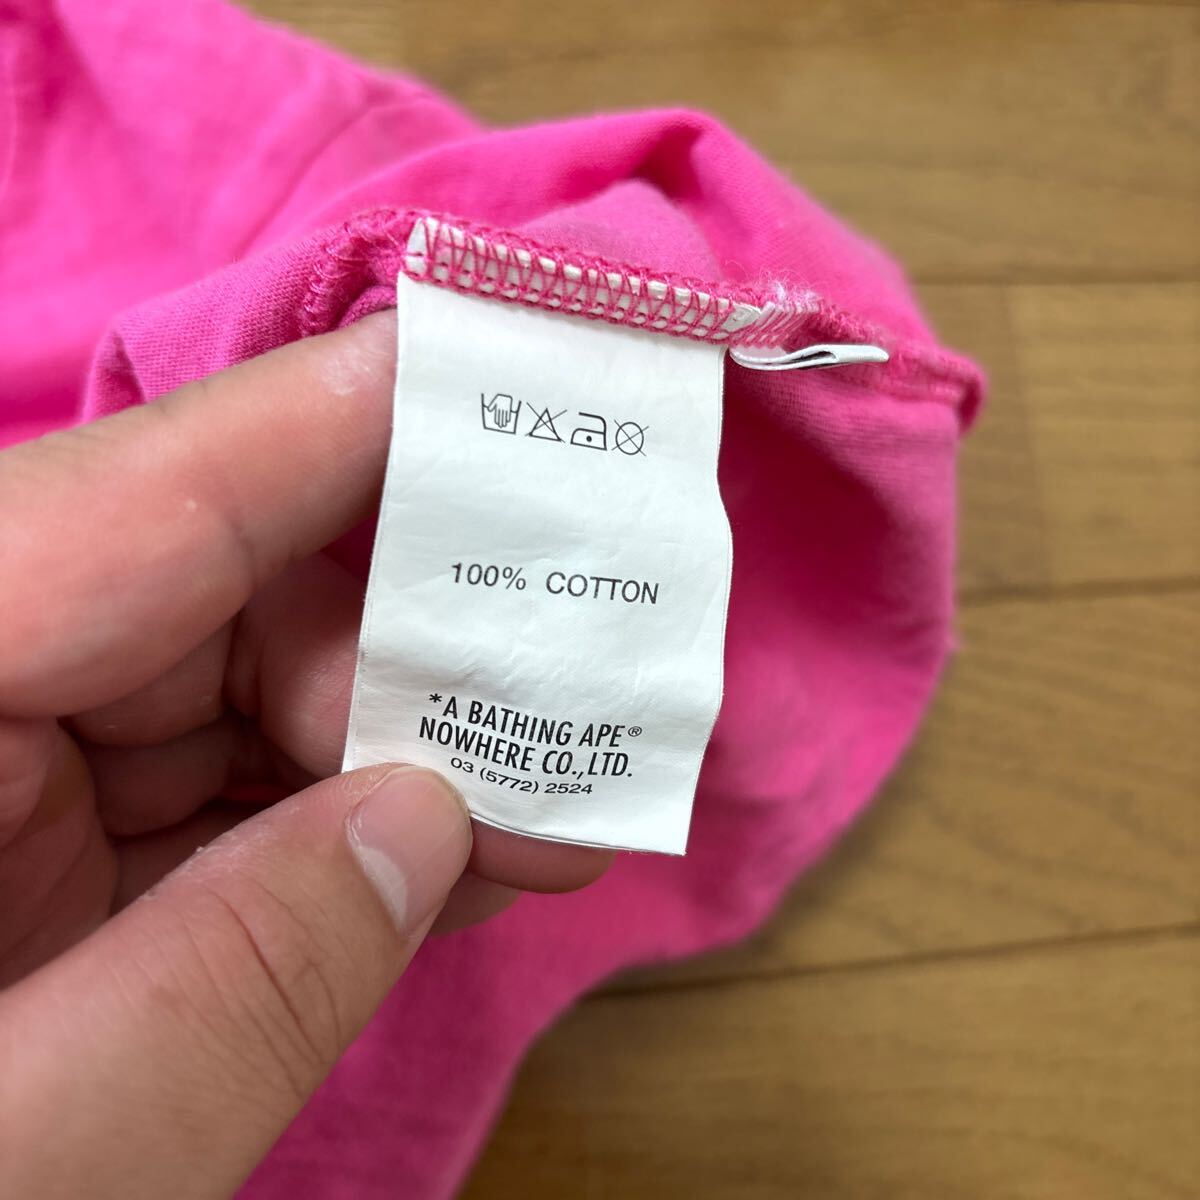 100% COTTON
*A BATHING APE®
NOWHERE CO., LTD.
03 (5772) 2524